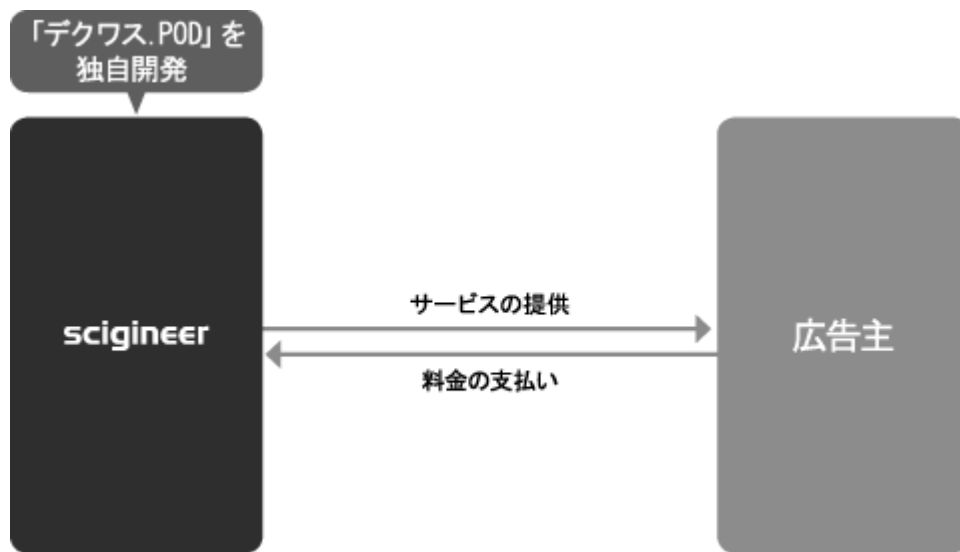 「デクワス.POD」を
独自開発
サービスの提供
scigineer
広告主
料金の支払い